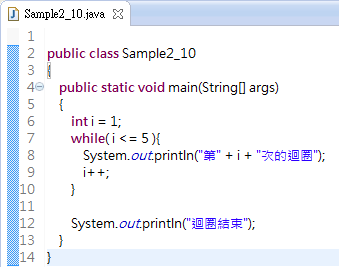 Sample2_10.java
1
2 public class Sample2_10
3 {
4 public static void main(String[] args)
5 {
6 int i = 1;
7 while( i <= 5 ){
8 System.out.println("第" + i + "次的迴圈");
9 i++;
10 }
11
12 System.out.println("迴圈結束");
13 }
14 }